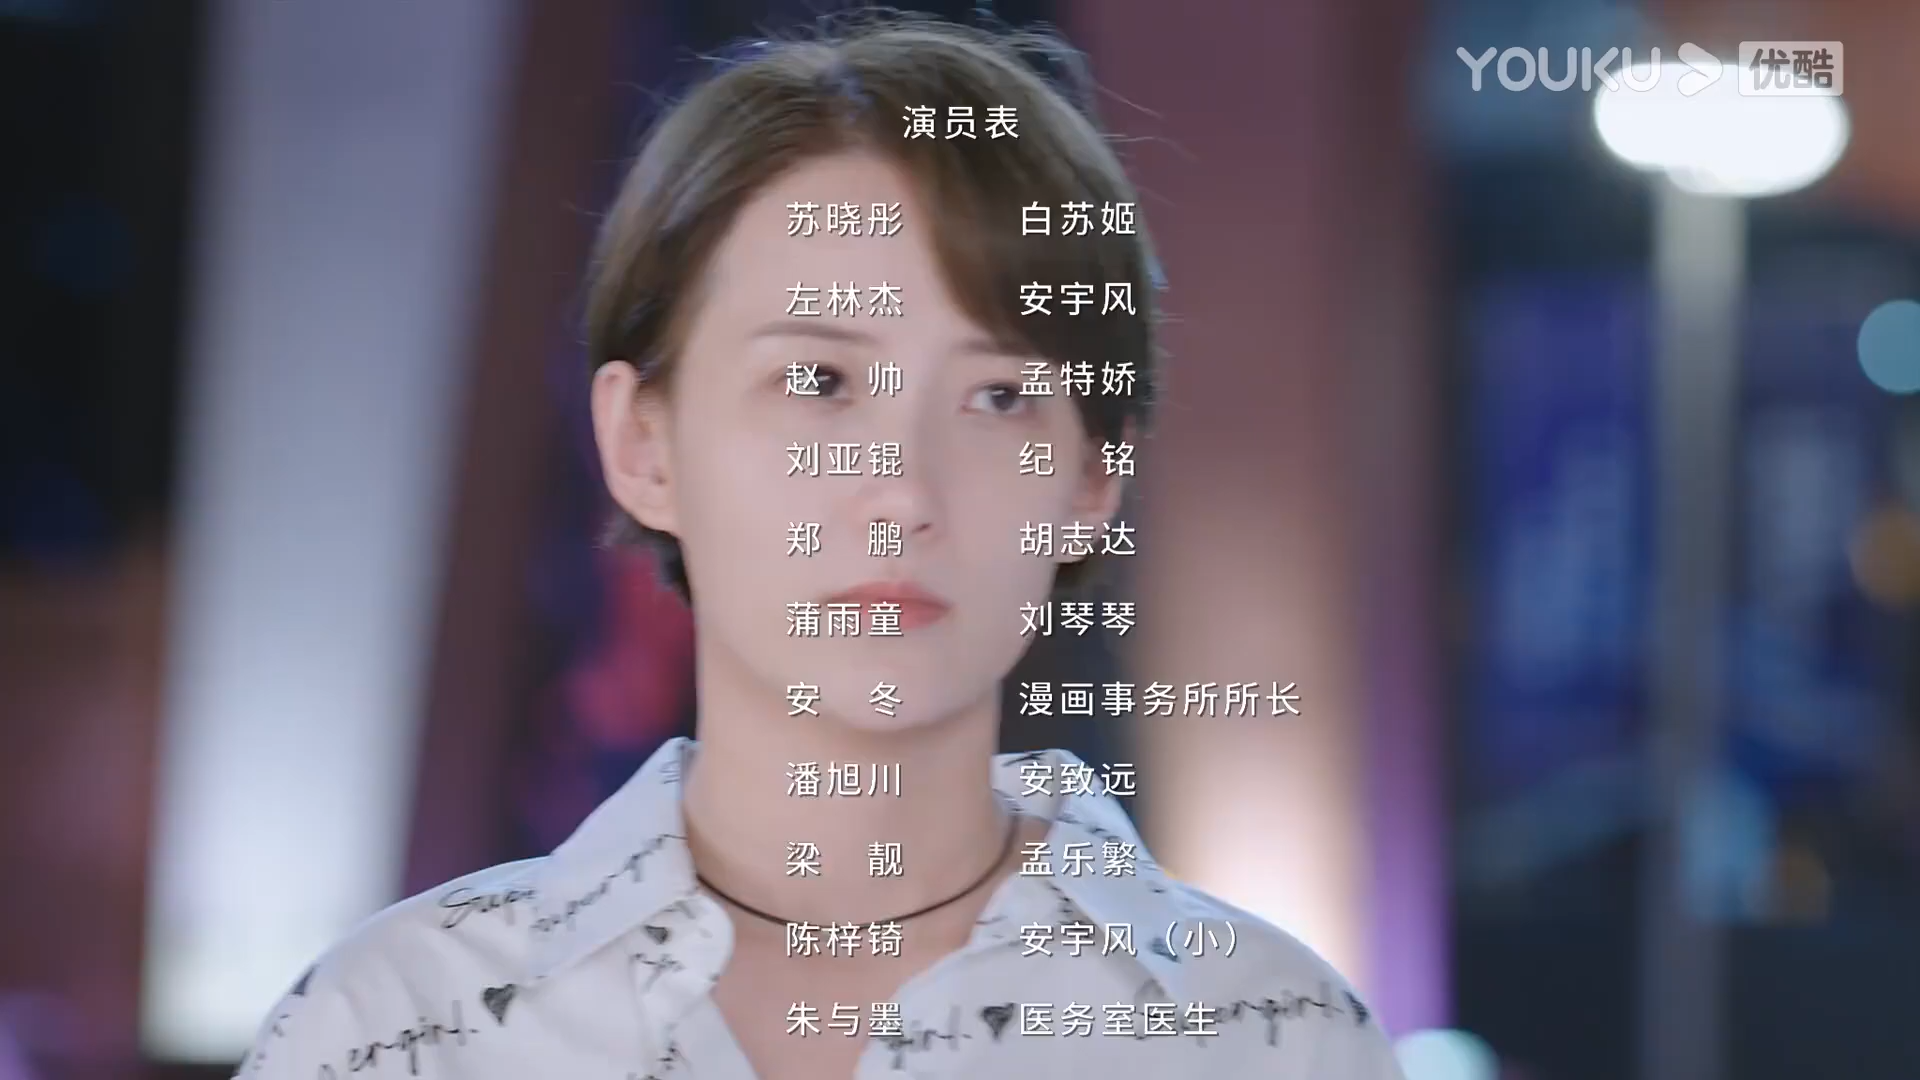 YOUKU 优酷
演员表
苏晓彤 白苏姬
左林杰 安宇风
赵 帅 孟特娇
刘亚锟 纪 铭
郑 鹏 胡志达
蒲雨童 刘琴琴
安 冬 漫画事务所所长
潘旭川 安致远
梁 靓 孟乐繁
陈梓锜 安宇风（小）
朱与墨 医务室医生